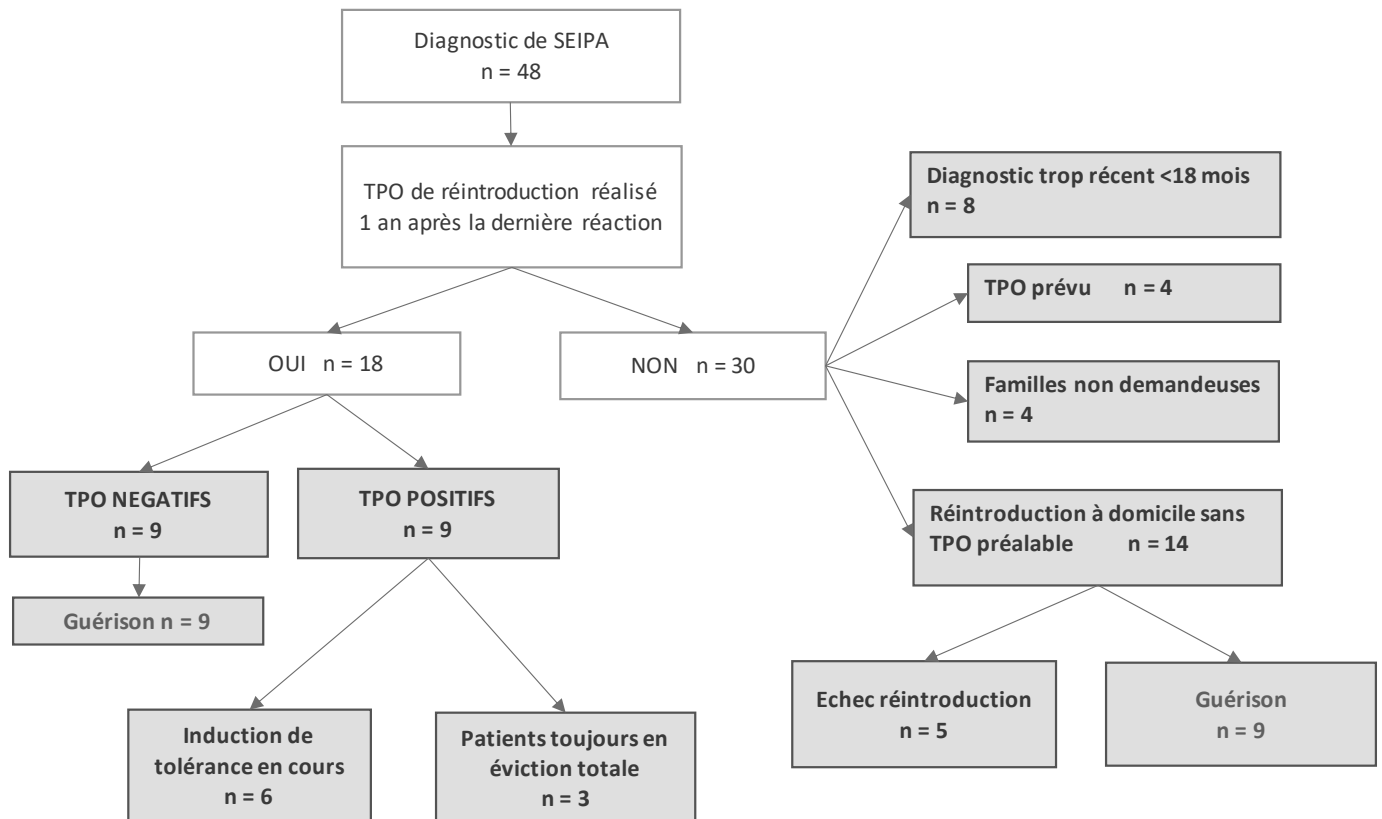 Diagnostic de SEIPA
n = 48
TPO de réintroduction réalisé
1 an après la dernière réaction
OUI n = 18
NON n = 30
Diagnostic trop récent <18 mois
n = 8
TPO prévu n = 4
Familles non demandeuses
n = 4
Réintroduction à domicile sans
TPO préalable n = 14
TPO NEGATIFS
n = 9
TPO POSITIFS
n = 9
Guérison n = 9
Induction de
tolérance en cours
n = 6
Patients toujours en
éviction totale
n = 3
Echec réintroduction
n = 5
Guérison
n = 9